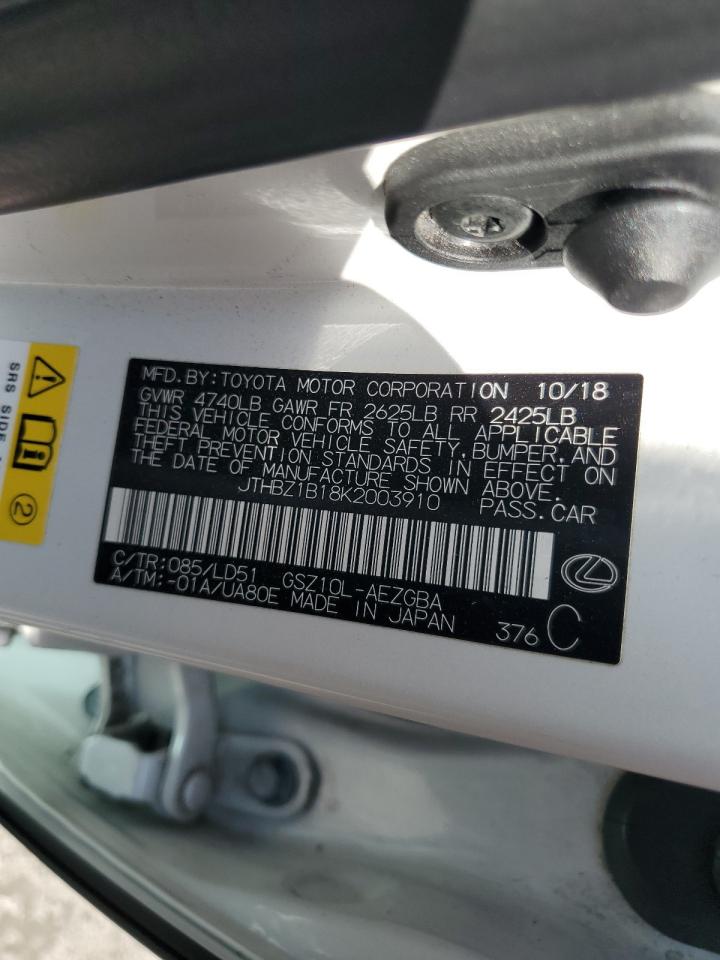 MFD.BY:TOYOTA MOTOR CORPORATION 10/18
GVWR 4740LB GAWR FR 2625LB RR 2425LB
THIS VEHICLE CONFORMS TO ALL APPLICABLE
FEDERAL MOTOR VEHICLE SAFETY,BUMPER,AND
THEFT PREVENTION STANDARDS IN EFFECT ON
THE DATE OF MANUFACTURE SHOWN ABOVE.
JTHBZ1B18K2003910 PASS.CAR
C/TR:085/LD51 GSZ10L-AEZGBA
A/TM:-01A/UA80E MADE IN JAPAN 376 C
SRS SIDE
2